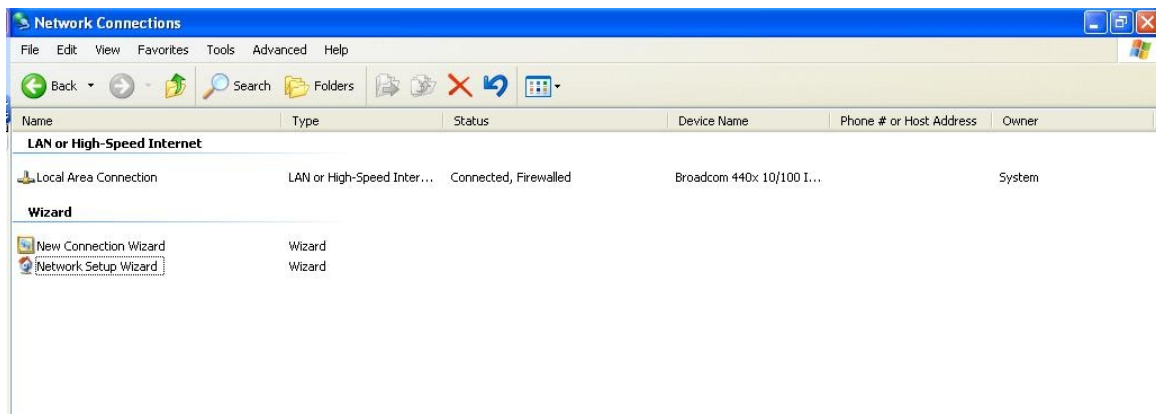 Network Connections
File Edit View Favorites Tools Advanced Help
Back Search Folders
Name Type Status Device Name Phone # or Host Address Owner
LAN or High-Speed Internet
Local Area Connection LAN or High-Speed Inter... Connected, Firewalled Broadcom 440x 10/100 I... System
Wizard
New Connection Wizard Wizard
Network Setup Wizard Wizard